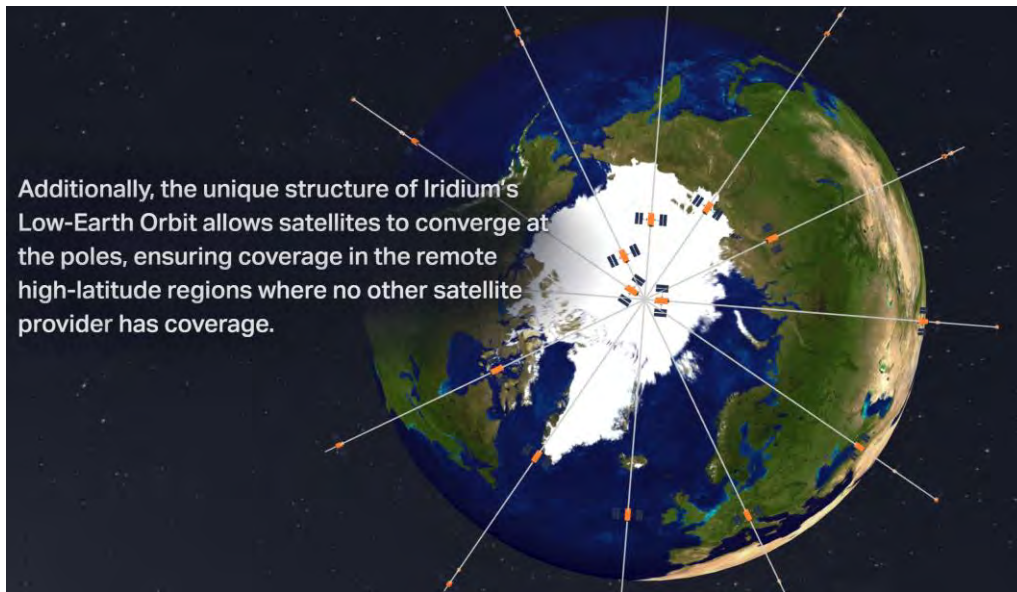 Additionally, the unique structure of Iridium's
Low-Earth Orbit allows satellites to converge at
the poles, ensuring coverage in the remote
high-latitude regions where no other satellite
provider has coverage.